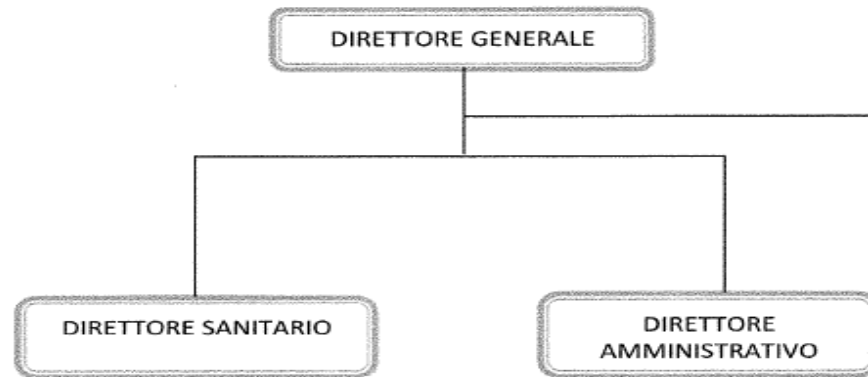 DIRETTORE GENERALE
DIRETTORE SANITARIO
DIRETTORE
AMMINISTRATIVO